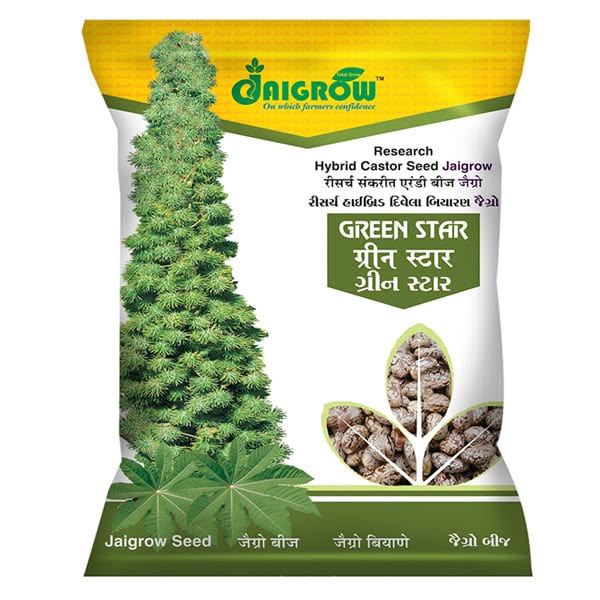 Total Grow
JAIGROW™
On which farmers confidence
Research
Hybrid Castor Seed Jaigrow
रीसर्च संकरीत एरंडी बीज जैग्रो
રીસર્ચ હાઈબ્રિડ દિવેલા બિયારણ જૈગ્રો
GREEN STAR
ग्रीन स्टार
ગ્રીન સ્ટાર
Jaigrow Seed जैग्रो बीज जैग्रो बियाणे જૈગ્રો બીજ